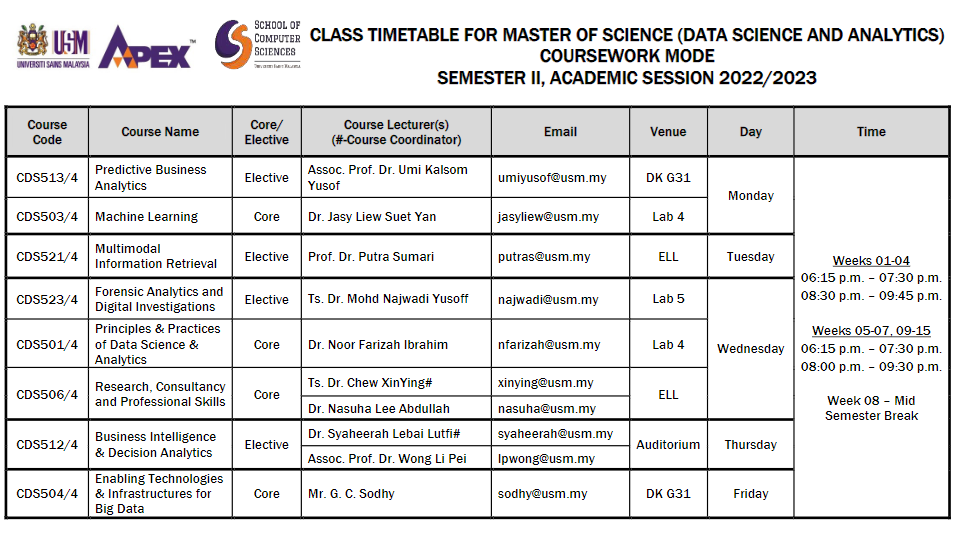 USM
UNIVERSITI SAINS MALAYSIA
APEX™
SCHOOL OF
COMPUTER
SCIENCES
CLASS TIMETABLE FOR MASTER OF SCIENCE (DATA SCIENCE AND ANALYTICS)
COURSEWORK MODE
SEMESTER II, ACADEMIC SESSION 2022/2023
Course
Code
Course Name
Core/
Elective
Course Lecturer(s)
(#-Course Coordinator)
Email
Venue
Day
Time
CDS513/4
Predictive Business
Analytics
Elective
Assoc. Prof. Dr. Umi Kalsom
Yusof
umiyusof@usm.my
DK G31
Monday
CDS503/4
Machine Learning
Core
Dr. Jasy Liew Suet Yan
jasyliew@usm.my
Lab 4
CDS521/4
Multimodal
Information Retrieval
Elective
Prof. Dr. Putra Sumari
putras@usm.my
ELL
Tuesday
CDS523/4
Forensic Analytics and
Digital Investigations
Elective
Ts. Dr. Mohd Najwadi Yusoff
najwadi@usm.my
Lab 5
Wednesday
CDS501/4
Principles & Practices
of Data Science &
Analytics
Core
Dr. Noor Farizah Ibrahim
nfarizah@usm.my
Lab 4
CDS506/4
Research, Consultancy
and Professional Skills
Core
Ts. Dr. Chew XinYing#
xinying@usm.my
Dr. Nasuha Lee Abdullah
nasuha@usm.my
ELL
CDS512/4
Business Intelligence
& Decision Analytics
Elective
Dr. Syaheerah Lebai Lutfi#
syaheerah@usm.my
Assoc. Prof. Dr. Wong Li Pei
lpwong@usm.my
Auditorium
Thursday
CDS504/4
Enabling Technologies
& Infrastructures for
Big Data
Core
Mr. G. C. Sodhy
sodhy@usm.my
DK G31
Friday
Weeks 01-04
06:15 p.m. – 07:30 p.m.
08:30 p.m. – 09:45 p.m.
Weeks 05-07, 09-15
06:15 p.m. – 07:30 p.m.
08:00 p.m. – 09:30 p.m.
Week 08 – Mid
Semester Break